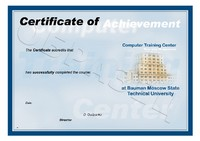 Certificate of Achievement
Computer Training Center
The Certificate accredits that
has successfully completed the course:
at Bauman Moscow State
Technical University
Date:
Director